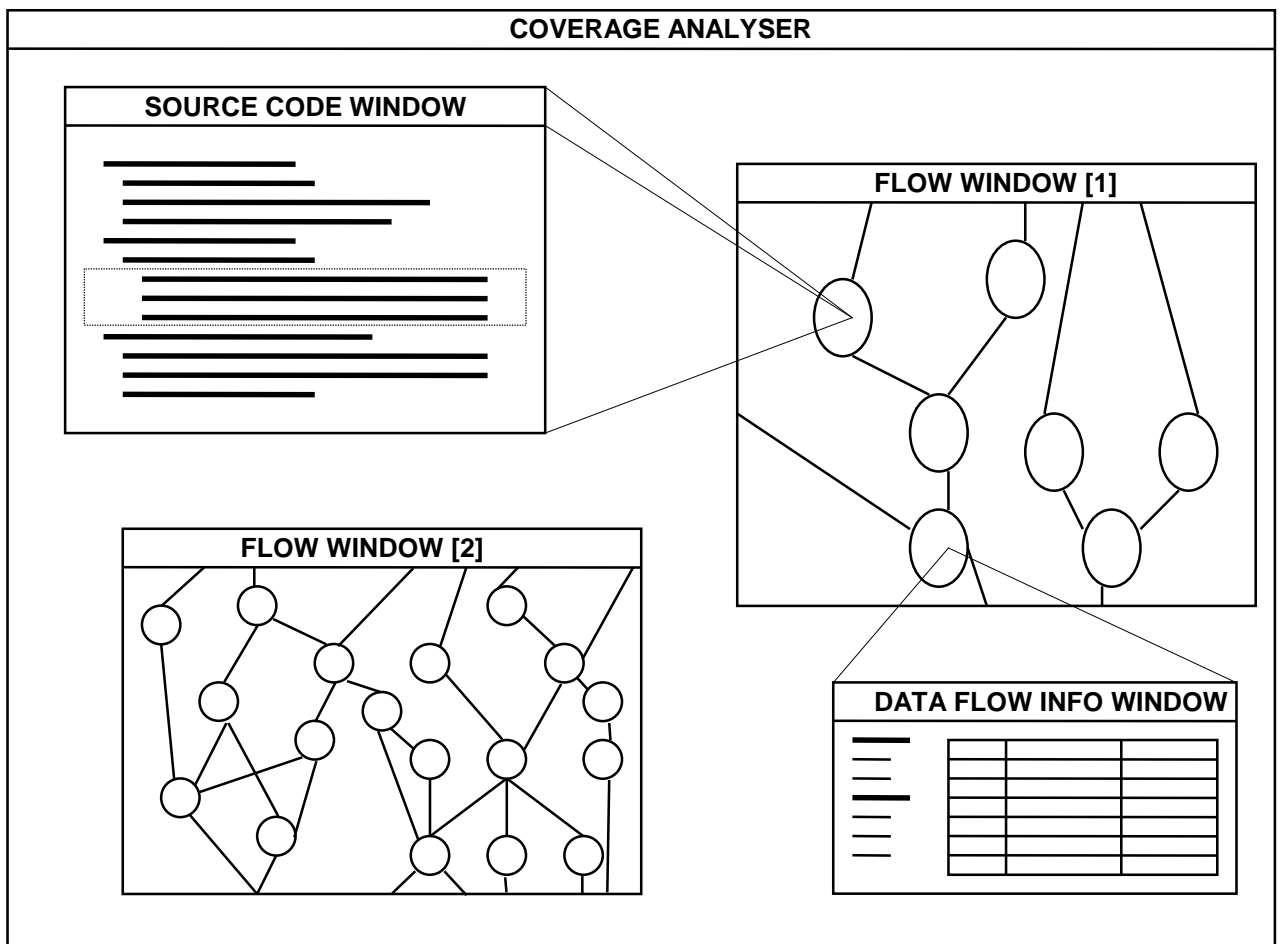 COVERAGE ANALYSER
SOURCE CODE WINDOW
FLOW WINDOW [1]
FLOW WINDOW [2]
DATA FLOW INFO WINDOW